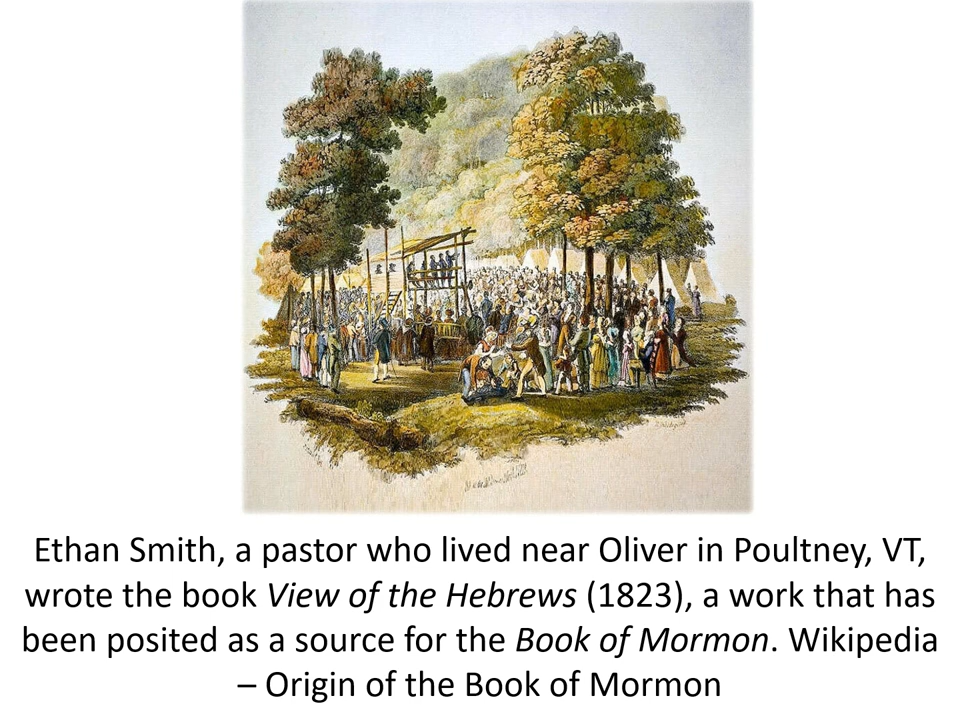 Ethan Smith, a pastor who lived near Oliver in Poultney, VT,
wrote the book View of the Hebrews (1823), a work that has
been posited as a source for the Book of Mormon. Wikipedia
– Origin of the Book of Mormon